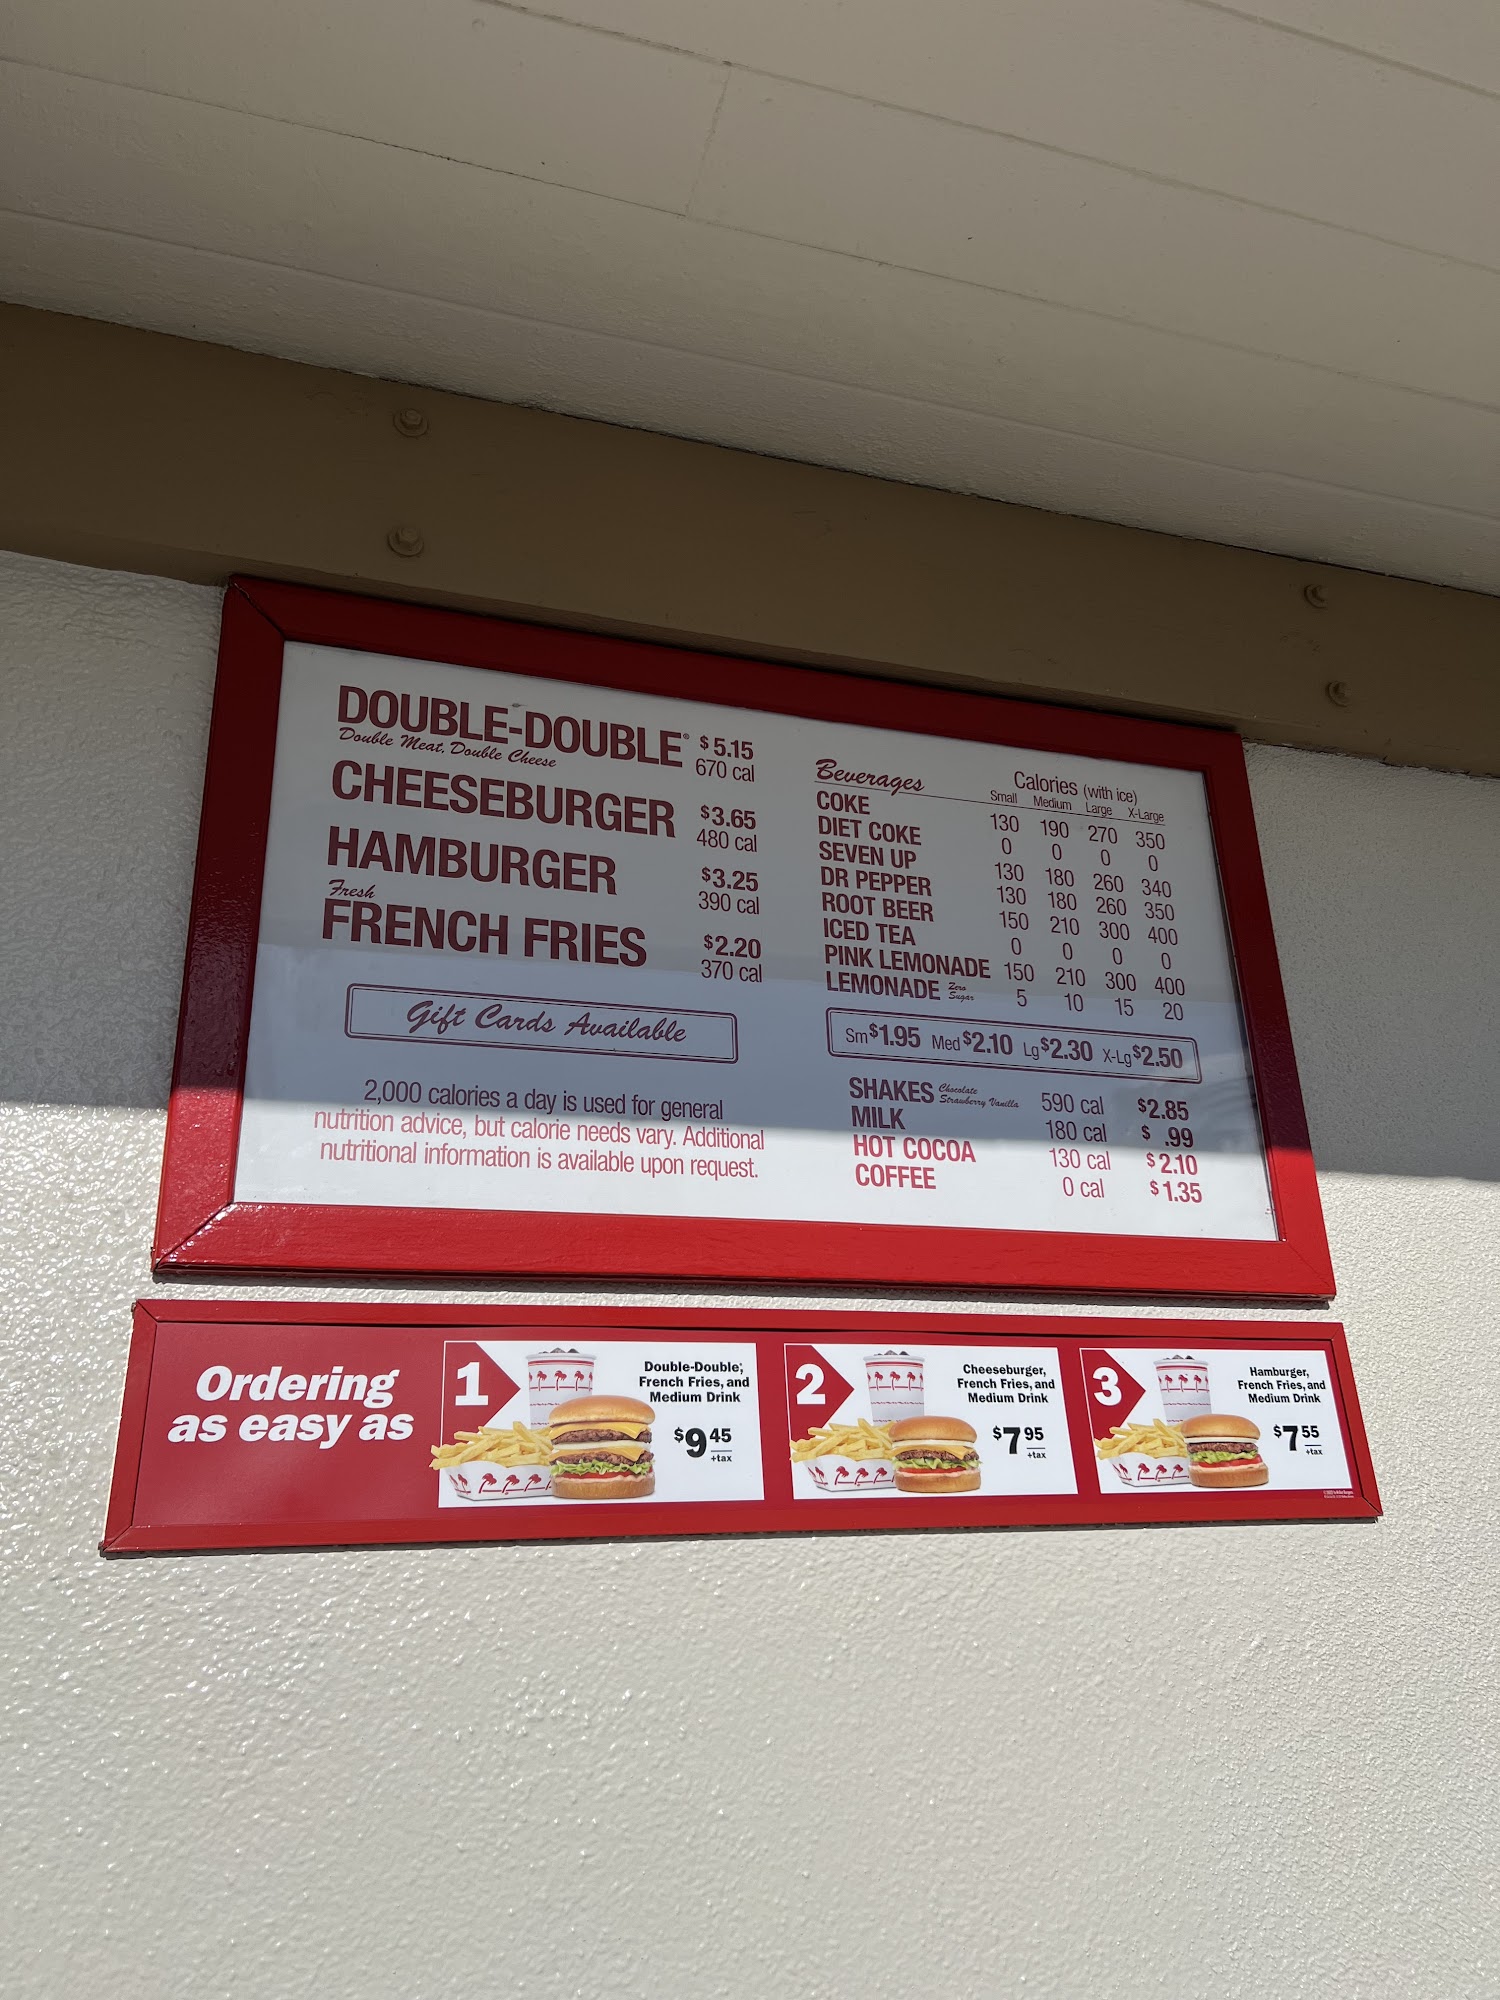 DOUBLE-DOUBLE® $5.15
Double Meat, Double Cheese 670 cal
CHEESEBURGER $3.65
480 cal
HAMBURGER $3.25
390 cal
Fresh
FRENCH FRIES $2.20
370 cal
Gift Cards Available
2,000 calories a day is used for general
nutrition advice, but calorie needs vary. Additional
nutritional information is available upon request.
Beverages Calories (with ice)
Small Medium Large X-Large
COKE 130 190 270 350
DIET COKE 0 0 0 0
SEVEN UP 130 180 260 340
DR PEPPER 130 180 260 350
ROOT BEER 150 210 300 400
ICED TEA 0 0 0 0
PINK LEMONADE 150 210 300 400
LEMONADE Zero Sugar 5 10 15 20
Sm $1.95 Med $2.10 Lg $2.30 X-Lg $2.50
SHAKES Chocolate Strawberry Vanilla 590 cal $2.85
MILK 180 cal $ .99
HOT COCOA 130 cal $2.10
COFFEE 0 cal $1.35
Ordering
as easy as
1
Double-Double®,
French Fries, and
Medium Drink
$9 45
+tax
2
Cheeseburger,
French Fries, and
Medium Drink
$7 95
+tax
3
Hamburger,
French Fries, and
Medium Drink
$7 55
+tax